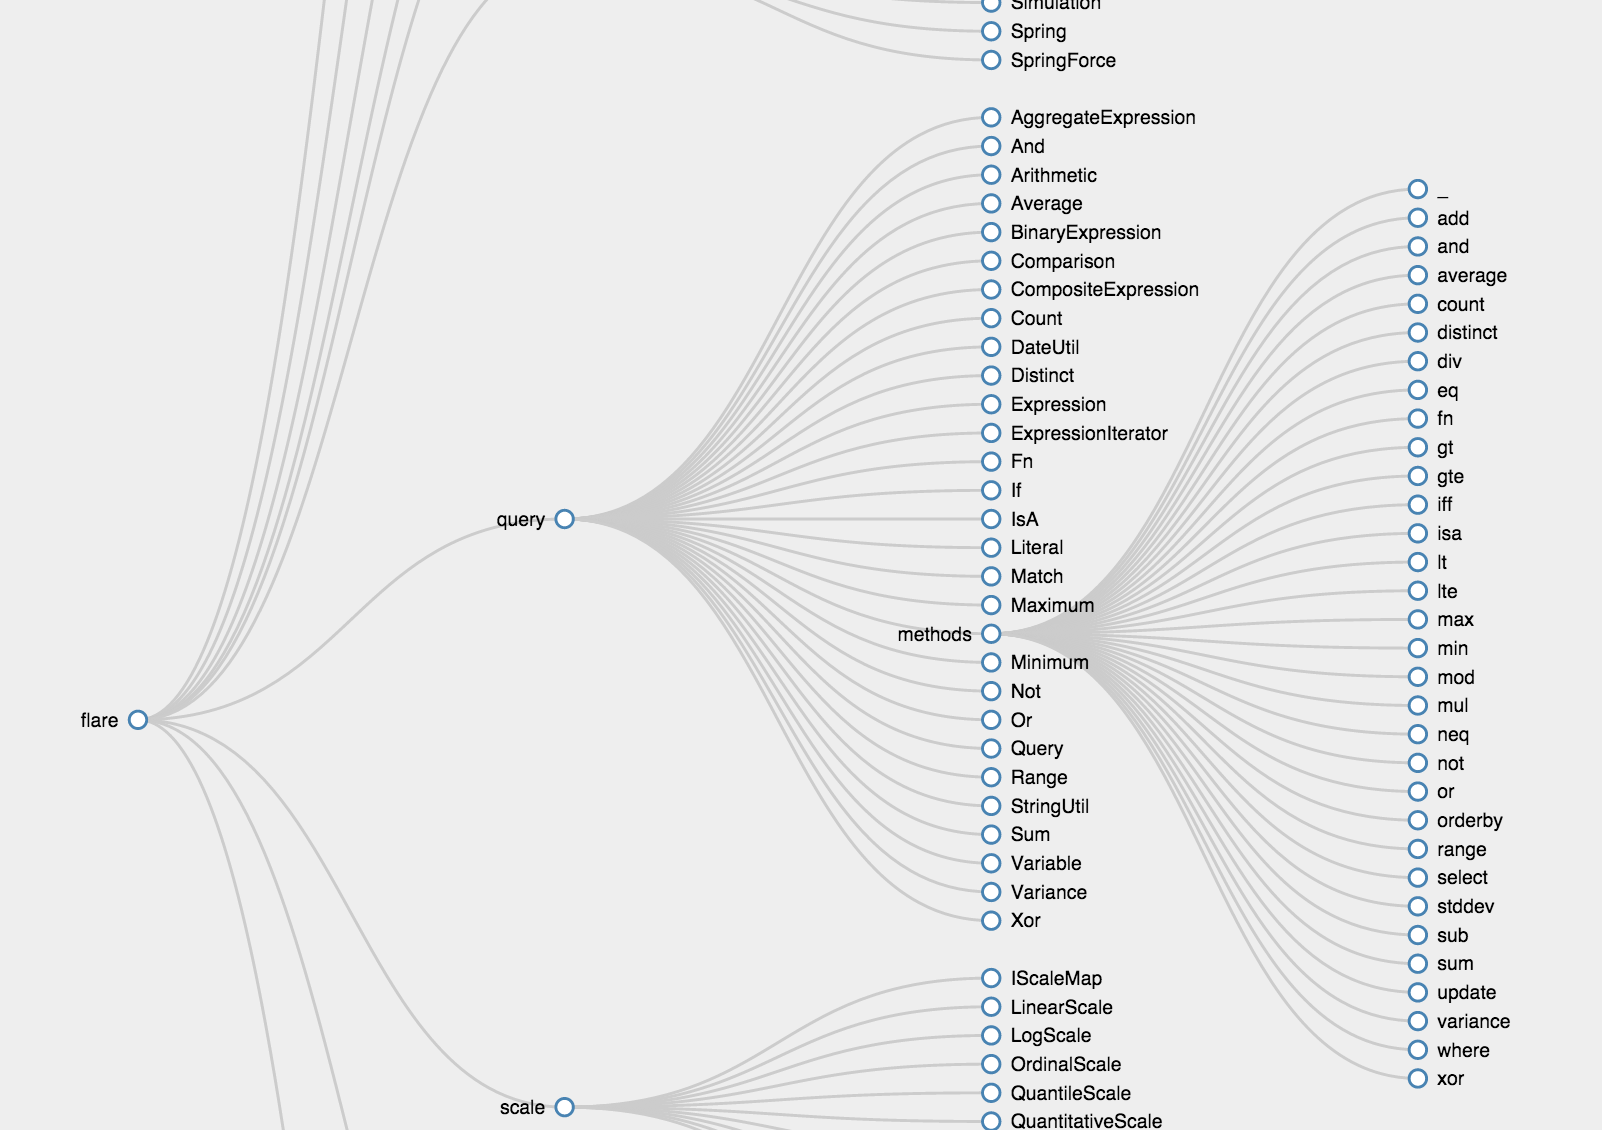 Simulation
Spring
SpringForce
AggregateExpression
And
Arithmetic
Average
BinaryExpression
Comparison
CompositeExpression
Count
DateUtil
Distinct
Expression
ExpressionIterator
Fn
If
query
IsA
Literal
Match
Maximum
methods
Minimum
Not
flare
Or
Query
Range
StringUtil
Sum
Variable
Variance
Xor
_
add
and
average
count
distinct
div
eq
fn
gt
gte
iff
isa
lt
lte
max
min
mod
mul
neq
not
or
orderby
range
select
stddev
sub
sum
update
variance
where
xor
IScaleMap
LinearScale
LogScale
OrdinalScale
QuantileScale
scale
QuantitativeScale